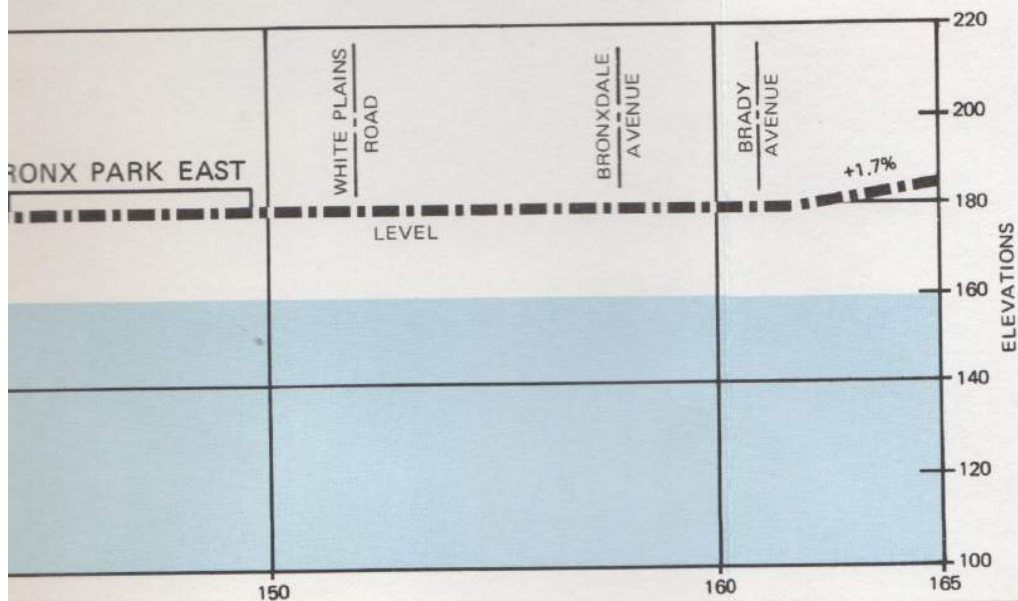 220
WHITE PLAINS
ROAD
BRONXDALE
AVENUE
BRADY
AVENUE
200
RONX PARK EAST
+1.7%
180
LEVEL
ELEVATIONS
160
140
120
100
150
160
165